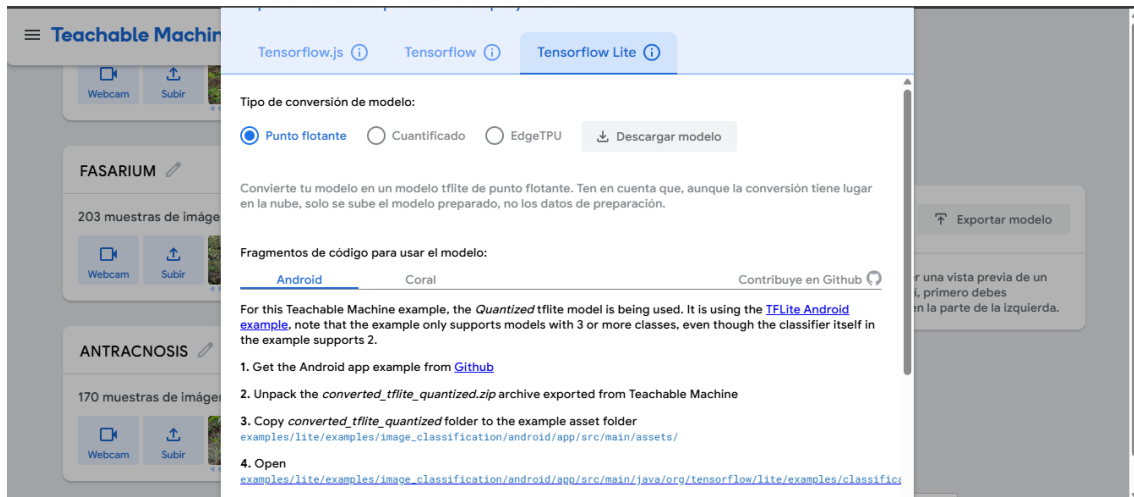 Teachable Machin
Tensorflow.js
Tensorflow
Tensorflow Lite
Webcam
Subir
Tipo de conversión de modelo:
Punto flotante
Cuantificado
EdgeTPU
Descargar modelo
FASARIUM
Convierte tu modelo en un modelo tflite de punto flotante. Ten en cuenta que, aunque la conversión tiene lugar
en la nube, solo se sube el modelo preparado, no los datos de preparación.
203 muestras de imáge
Exportar modelo
Fragmentos de código para usar el modelo:
Webcam
Subir
Android
Coral
Contribuye en Github
er una vista previa de un
í, primero debes
en la parte de la izquierda.
For this Teachable Machine example, the Quantized tflite model is being used. It is using the TFLite Android
example, note that the example only supports models with 3 or more classes, even though the classifier itself in
the example supports 2.
ANTRACNOSIS
1. Get the Android app example from Github
170 muestras de imáge
2. Unpack the converted_tflite_quantized.zip archive exported from Teachable Machine
3. Copy converted_tflite_quantized folder to the example asset folder
examples/lite/examples/image_classification/android/app/src/main/assets/
Webcam
Subir
4. Open
examples/lite/examples/image_classification/android/app/src/main/java/org/tensorflow/lite/examples/classifica